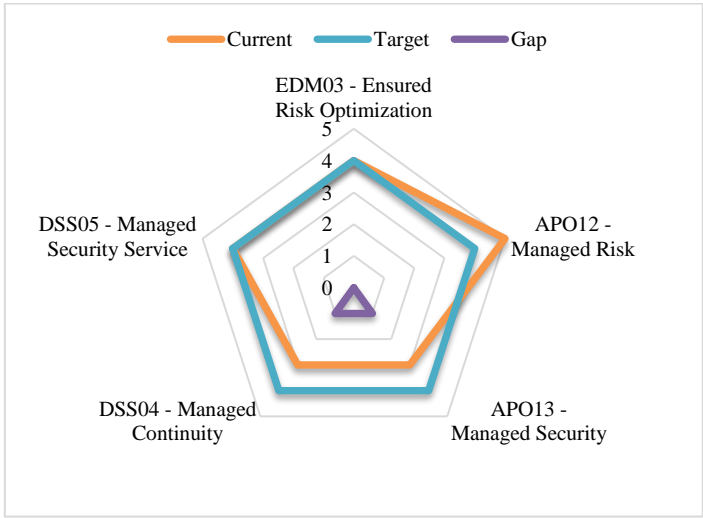 Current Target Gap
EDM03 - Ensured
Risk Optimization
5
4
3
2
1
0
APO12 -
Managed Risk
APO13 -
Managed Security
DSS04 - Managed
Continuity
DSS05 - Managed
Security Service